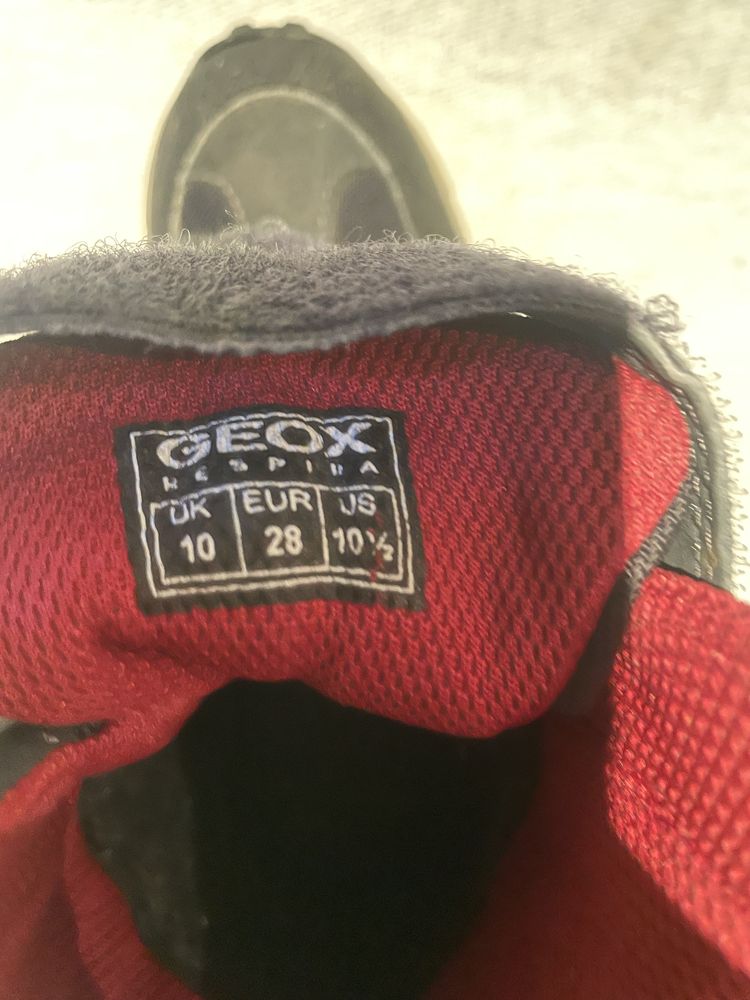 GEOX
RESPIRA
UK EUR US
10 28 10½